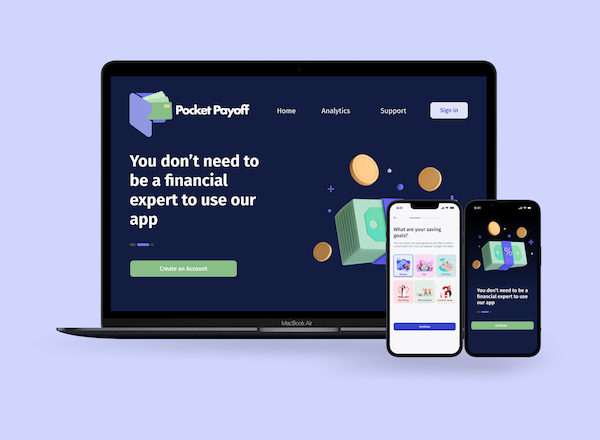 Pocket Payoff
Home
Analytics
Support
Sign in
You don't need to
be a financial
expert to use our
app
Create an Account
MacBook Air
What are your saving
goals?
Continue
You don't need to be a
financial expert to use our
app
%